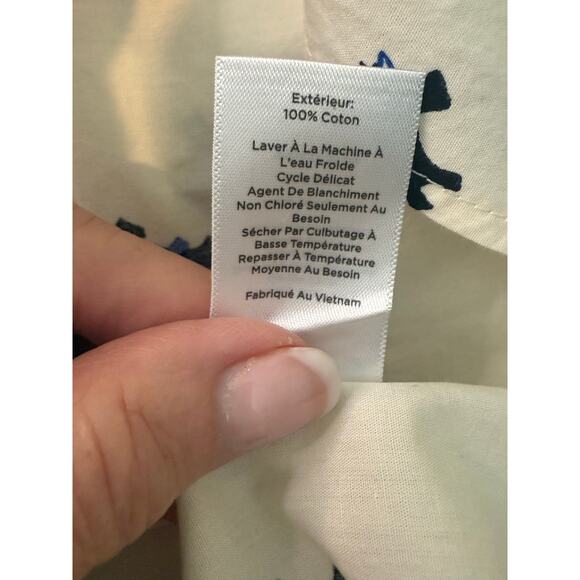 Extérieur:
100% Coton
Laver À La Machine À
L'eau Froide
Cycle Délicat
Agent De Blanchiment
Non Chloré Seulement Au
Besoin
Sécher Par Culbutage À
Basse Température
Repasser À Température
Moyenne Au Besoin
Fabriqué Au Vietnam